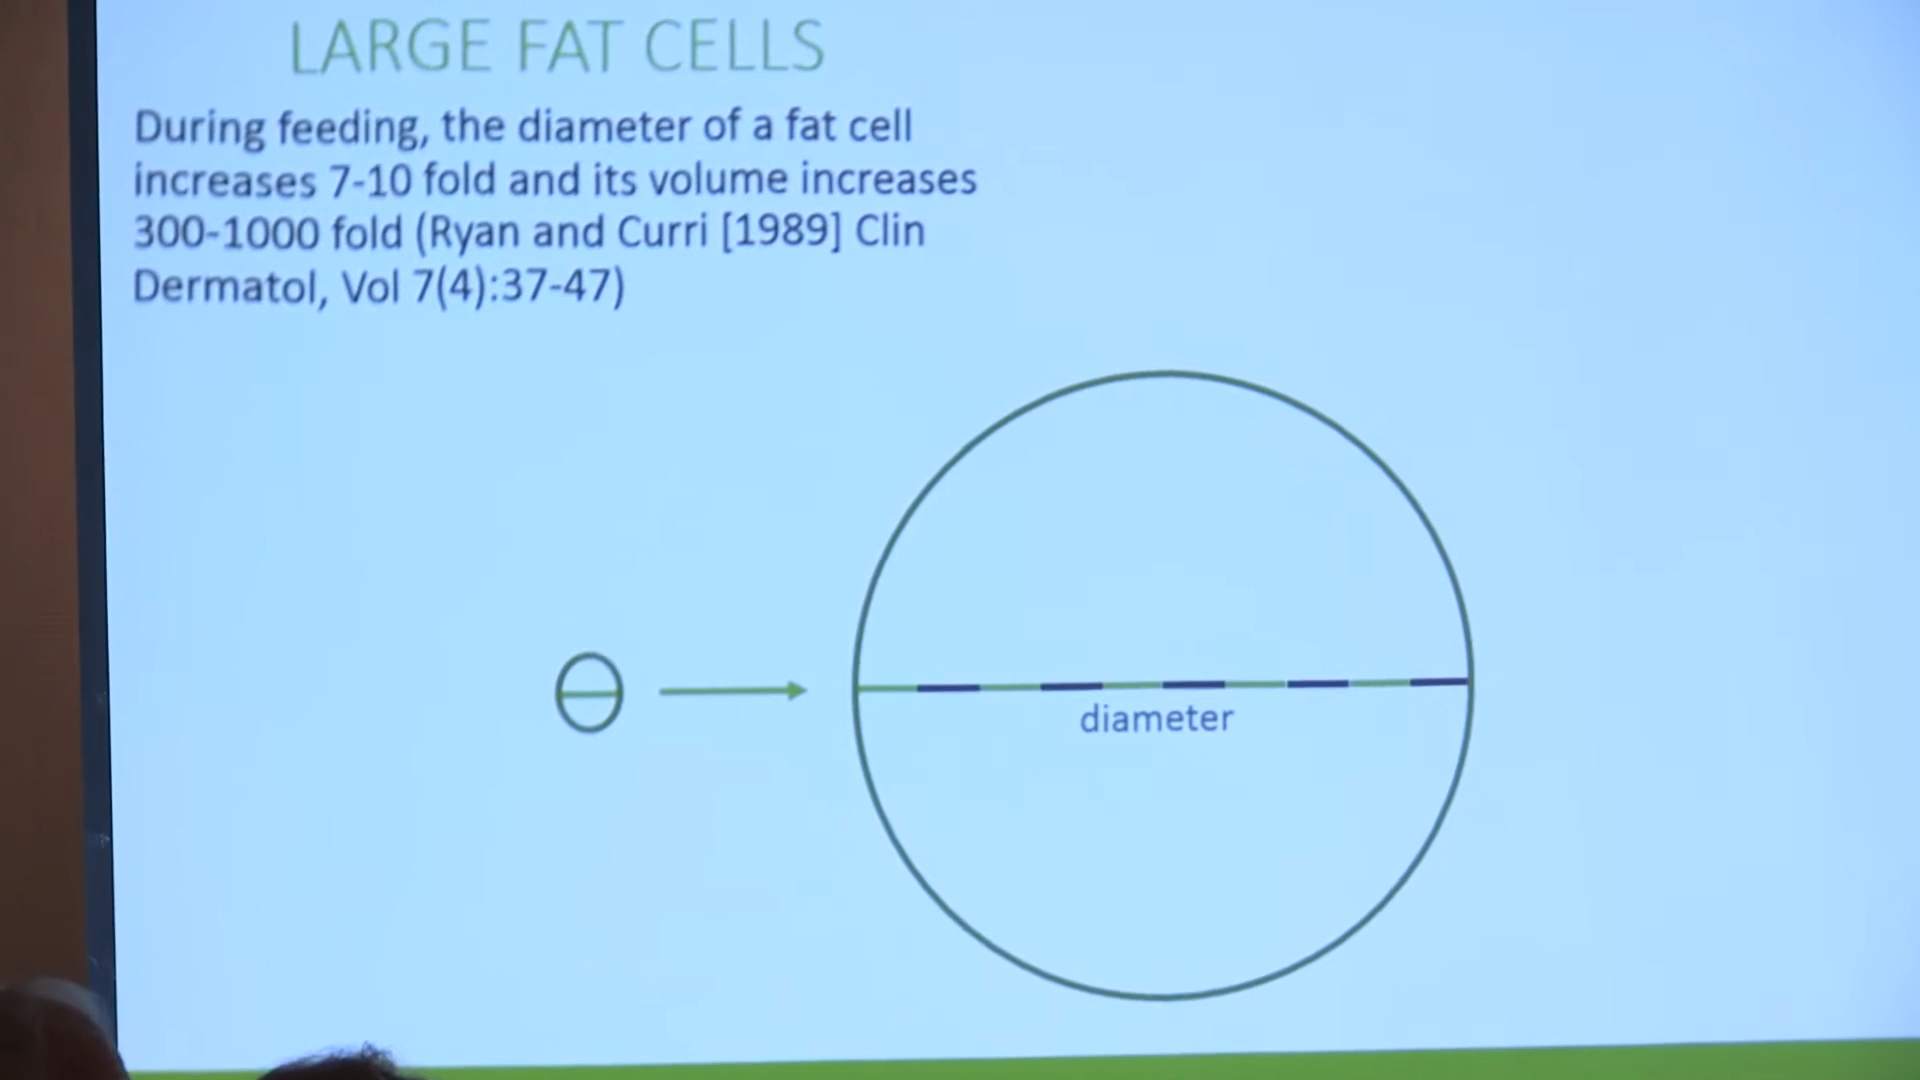 LARGE FAT CELLS
During feeding, the diameter of a fat cell
increases 7-10 fold and its volume increases
300-1000 fold (Ryan and Curri [1989] Clin
Dermatol, Vol 7(4):37-47)
diameter